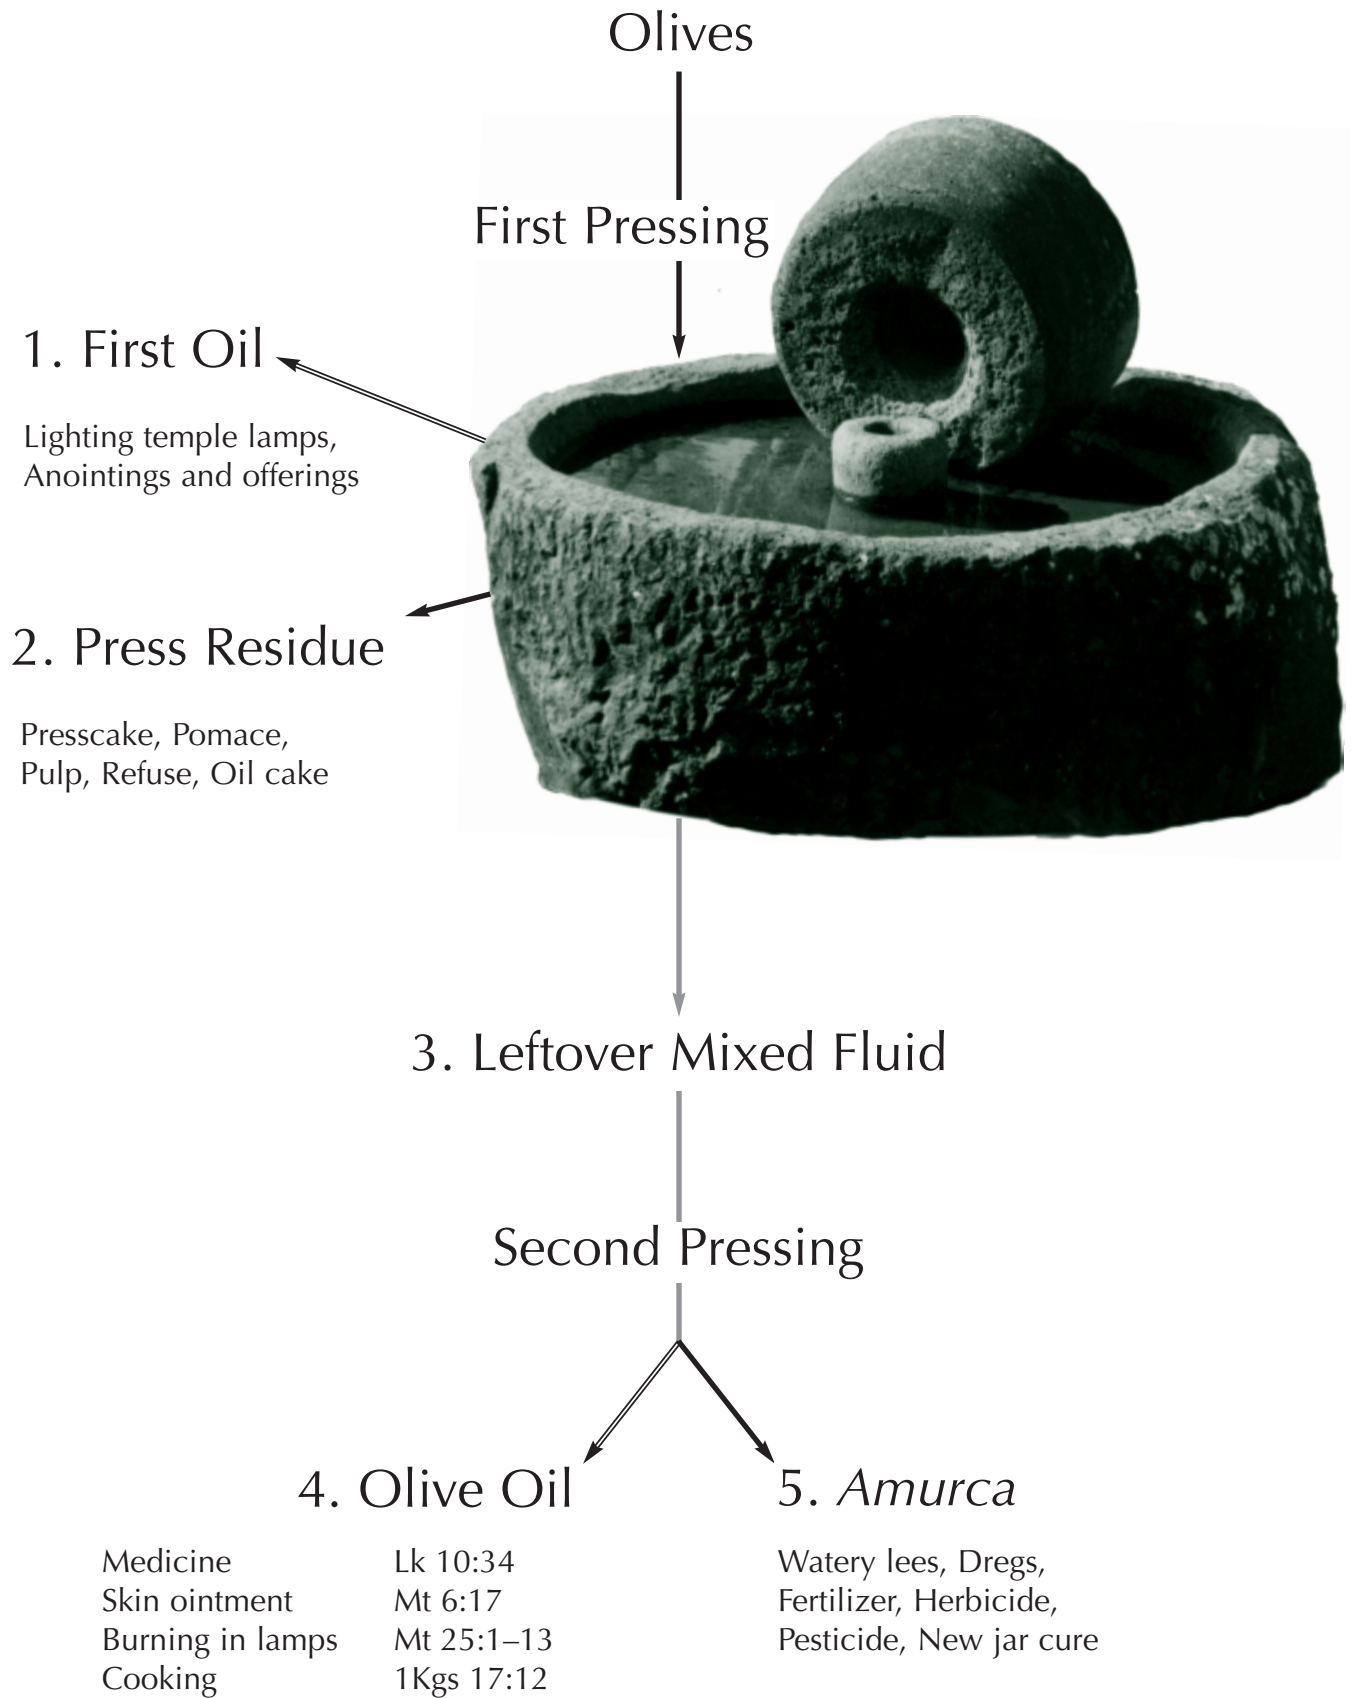 Olives
First Pressing
1. First Oil
Lighting temple lamps,
Anointings and offerings
2. Press Residue
Presscake, Pomace,
Pulp, Refuse, Oil cake
3. Leftover Mixed Fluid
Second Pressing
4. Olive Oil
Medicine Lk 10:34
Skin ointment Mt 6:17
Burning in lamps Mt 25:1–13
Cooking 1Kgs 17:12
5. Amurca
Watery lees, Dregs,
Fertilizer, Herbicide,
Pesticide, New jar cure